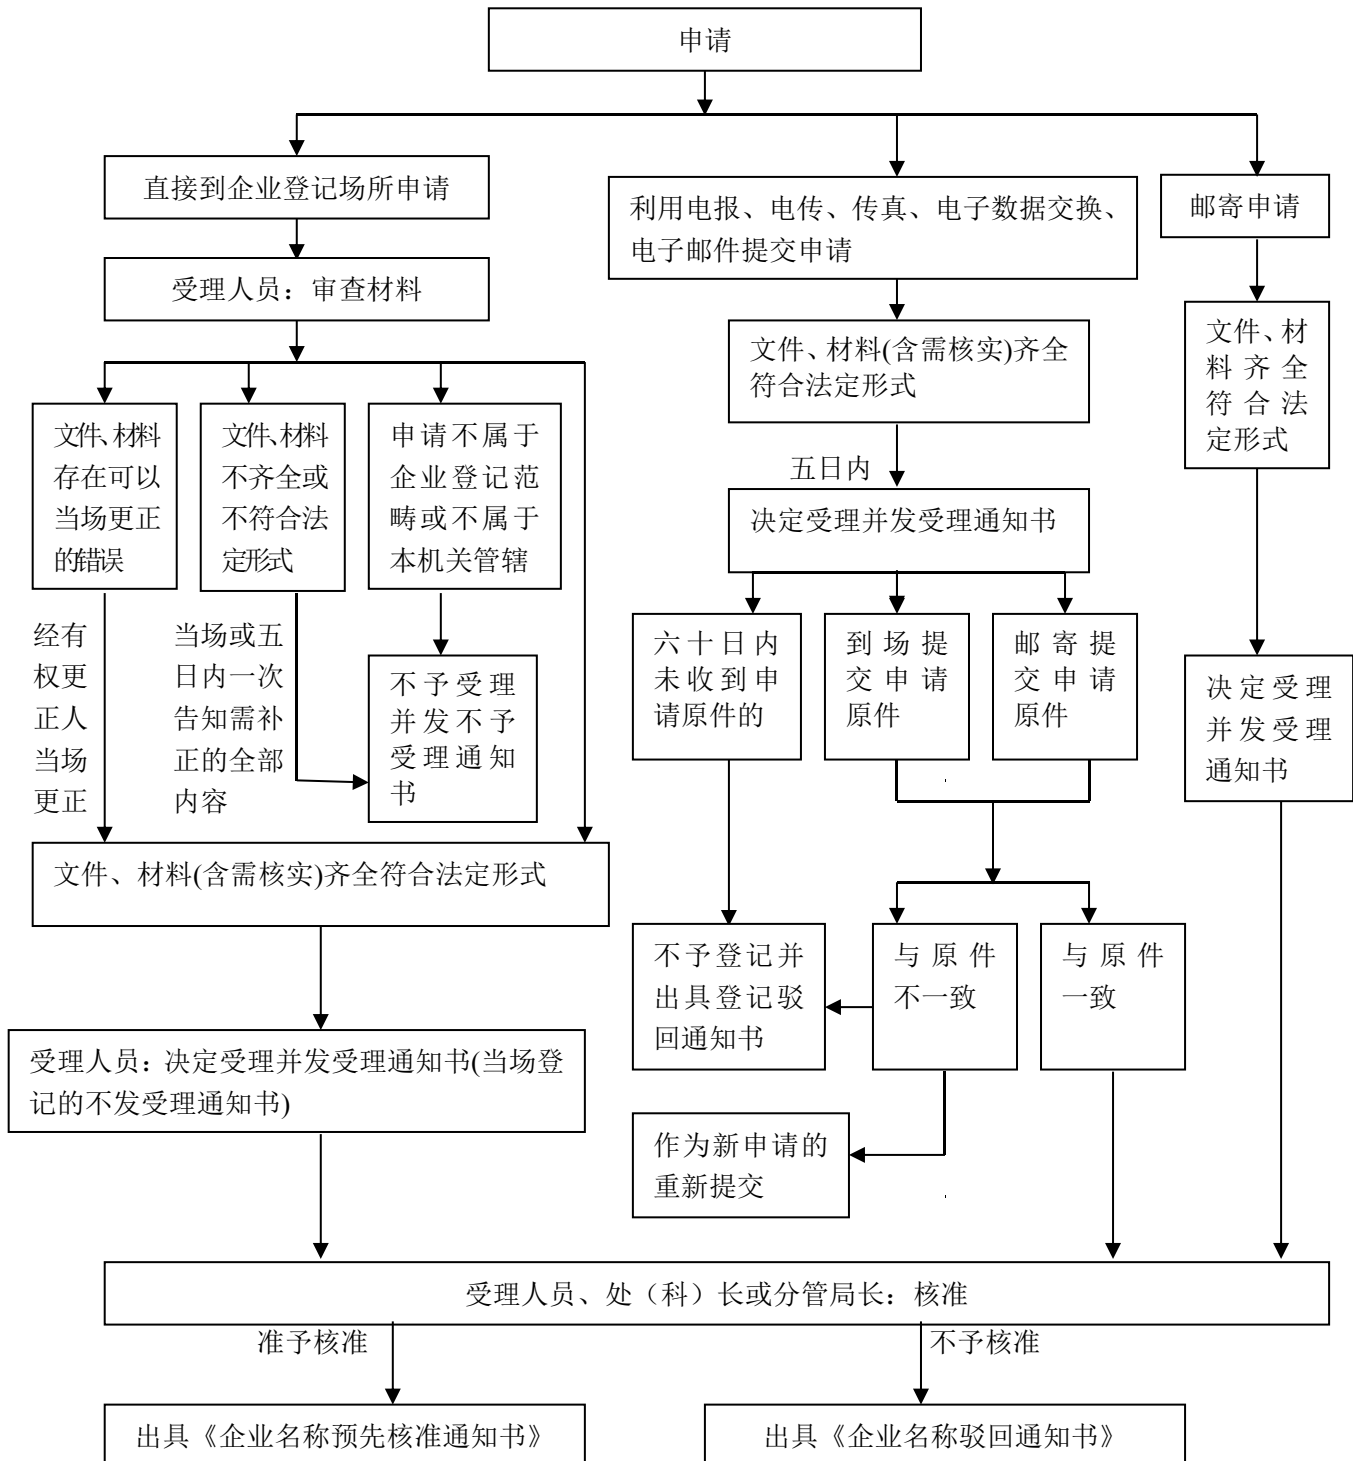 申请
直接到企业登记场所申请
利用电报、电传、传真、电子数据交换、
电子邮件提交申请
邮寄申请
受理人员：审查材料
文件、材料(含需核实)齐全
符合法定形式
文件、材
料齐全
符合法
定形式
文件、材料
存在可以
当场更正
的错误
文件、材料
不齐全或
不符合法
定形式
申请不属于
企业登记范
畴或不属于
本机关管辖
五日内
决定受理并发受理通知书
经有
权更
正人
当场
更正
当场或五
日内一次
告知需补
正的全部
内容
不予受理
并发不予
受理通知
书
六十日内
未收到申
请原件的
到场提
交申请
原件
邮寄提
交申请
原件
决定受理
并发受理
通知书
文件、材料(含需核实)齐全符合法定形式
不予登记并
出具登记驳
回通知书
与原件
不一致
与原件
一致
受理人员：决定受理并发受理通知书(当场登
记的不发受理通知书)
作为新申请的
重新提交
受理人员、处（科）长或分管局长：核准
准予核准
不予核准
出具《企业名称预先核准通知书》
出具《企业名称驳回通知书》